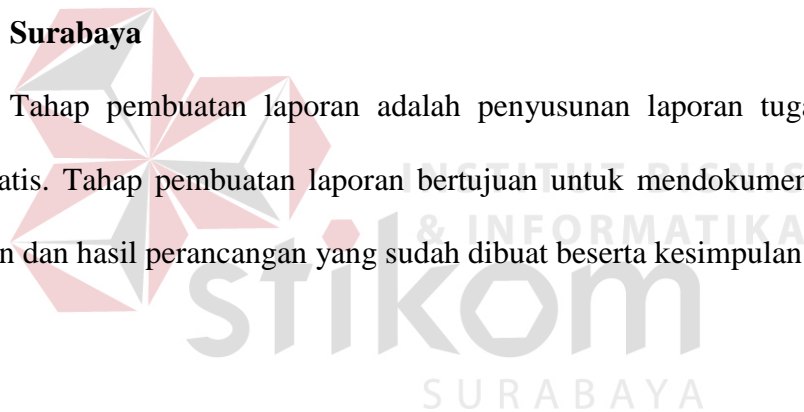 Surabaya
Tahap pembuatan laporan adalah penyusunan laporan tuga
atis. Tahap pembuatan laporan bertujuan untuk mendokumen
INSTITUT BISNIS
& INFORMATIKA
n dan hasil perancangan yang sudah dibuat beserta kesimpulan
stikom
SURABAYA